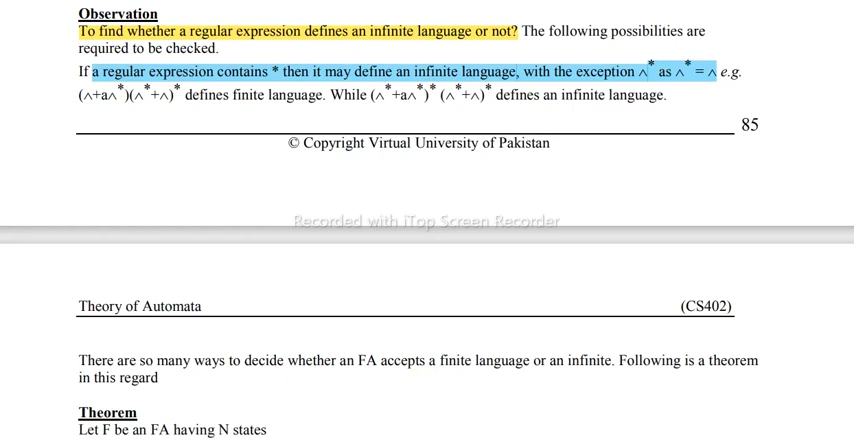 Observation
To find whether a regular expression defines an infinite language or not? The following possibilities are
required to be checked.
If a regular expression contains * then it may define an infinite language, with the exception ^* as ^* = ^ e.g.
(^+a^*)(^*+^)* defines finite language. While (^*+a^*)* (^*+^)* defines an infinite language.
85
© Copyright Virtual University of Pakistan
Recorded with iTop Screen Recorder
Theory of Automata (CS402)
There are so many ways to decide whether an FA accepts a finite language or an infinite. Following is a theorem
in this regard
Theorem
Let F be an FA having N states